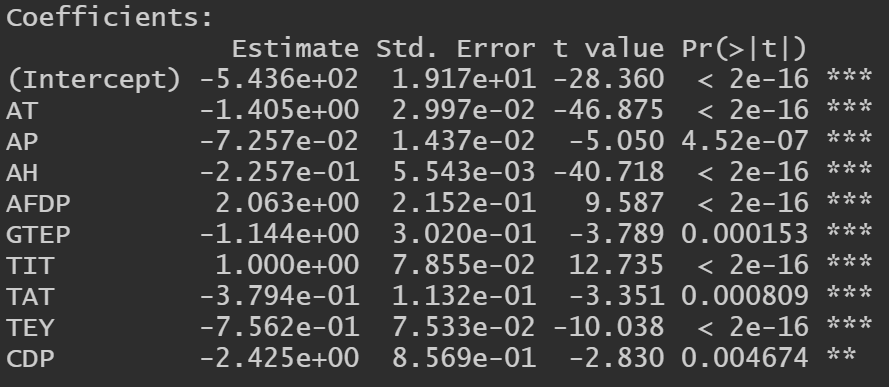 Coefficients:
              Estimate Std. Error t value Pr(>|t|)
(Intercept) -5.436e+02  1.917e+01 -28.360  < 2e-16 ***
AT          -1.405e+00  2.997e-02 -46.875  < 2e-16 ***
AP          -7.257e-02  1.437e-02  -5.050 4.52e-07 ***
AH          -2.257e-01  5.543e-03 -40.718  < 2e-16 ***
AFDP         2.063e+00  2.152e-01   9.587  < 2e-16 ***
GTEP        -1.144e+00  3.020e-01  -3.789 0.000153 ***
TIT          1.000e+00  7.855e-02  12.735  < 2e-16 ***
TAT         -3.794e-01  1.132e-01  -3.351 0.000809 ***
TEY         -7.562e-01  7.533e-02 -10.038  < 2e-16 ***
CDP         -2.425e+00  8.569e-01  -2.830 0.004674 **